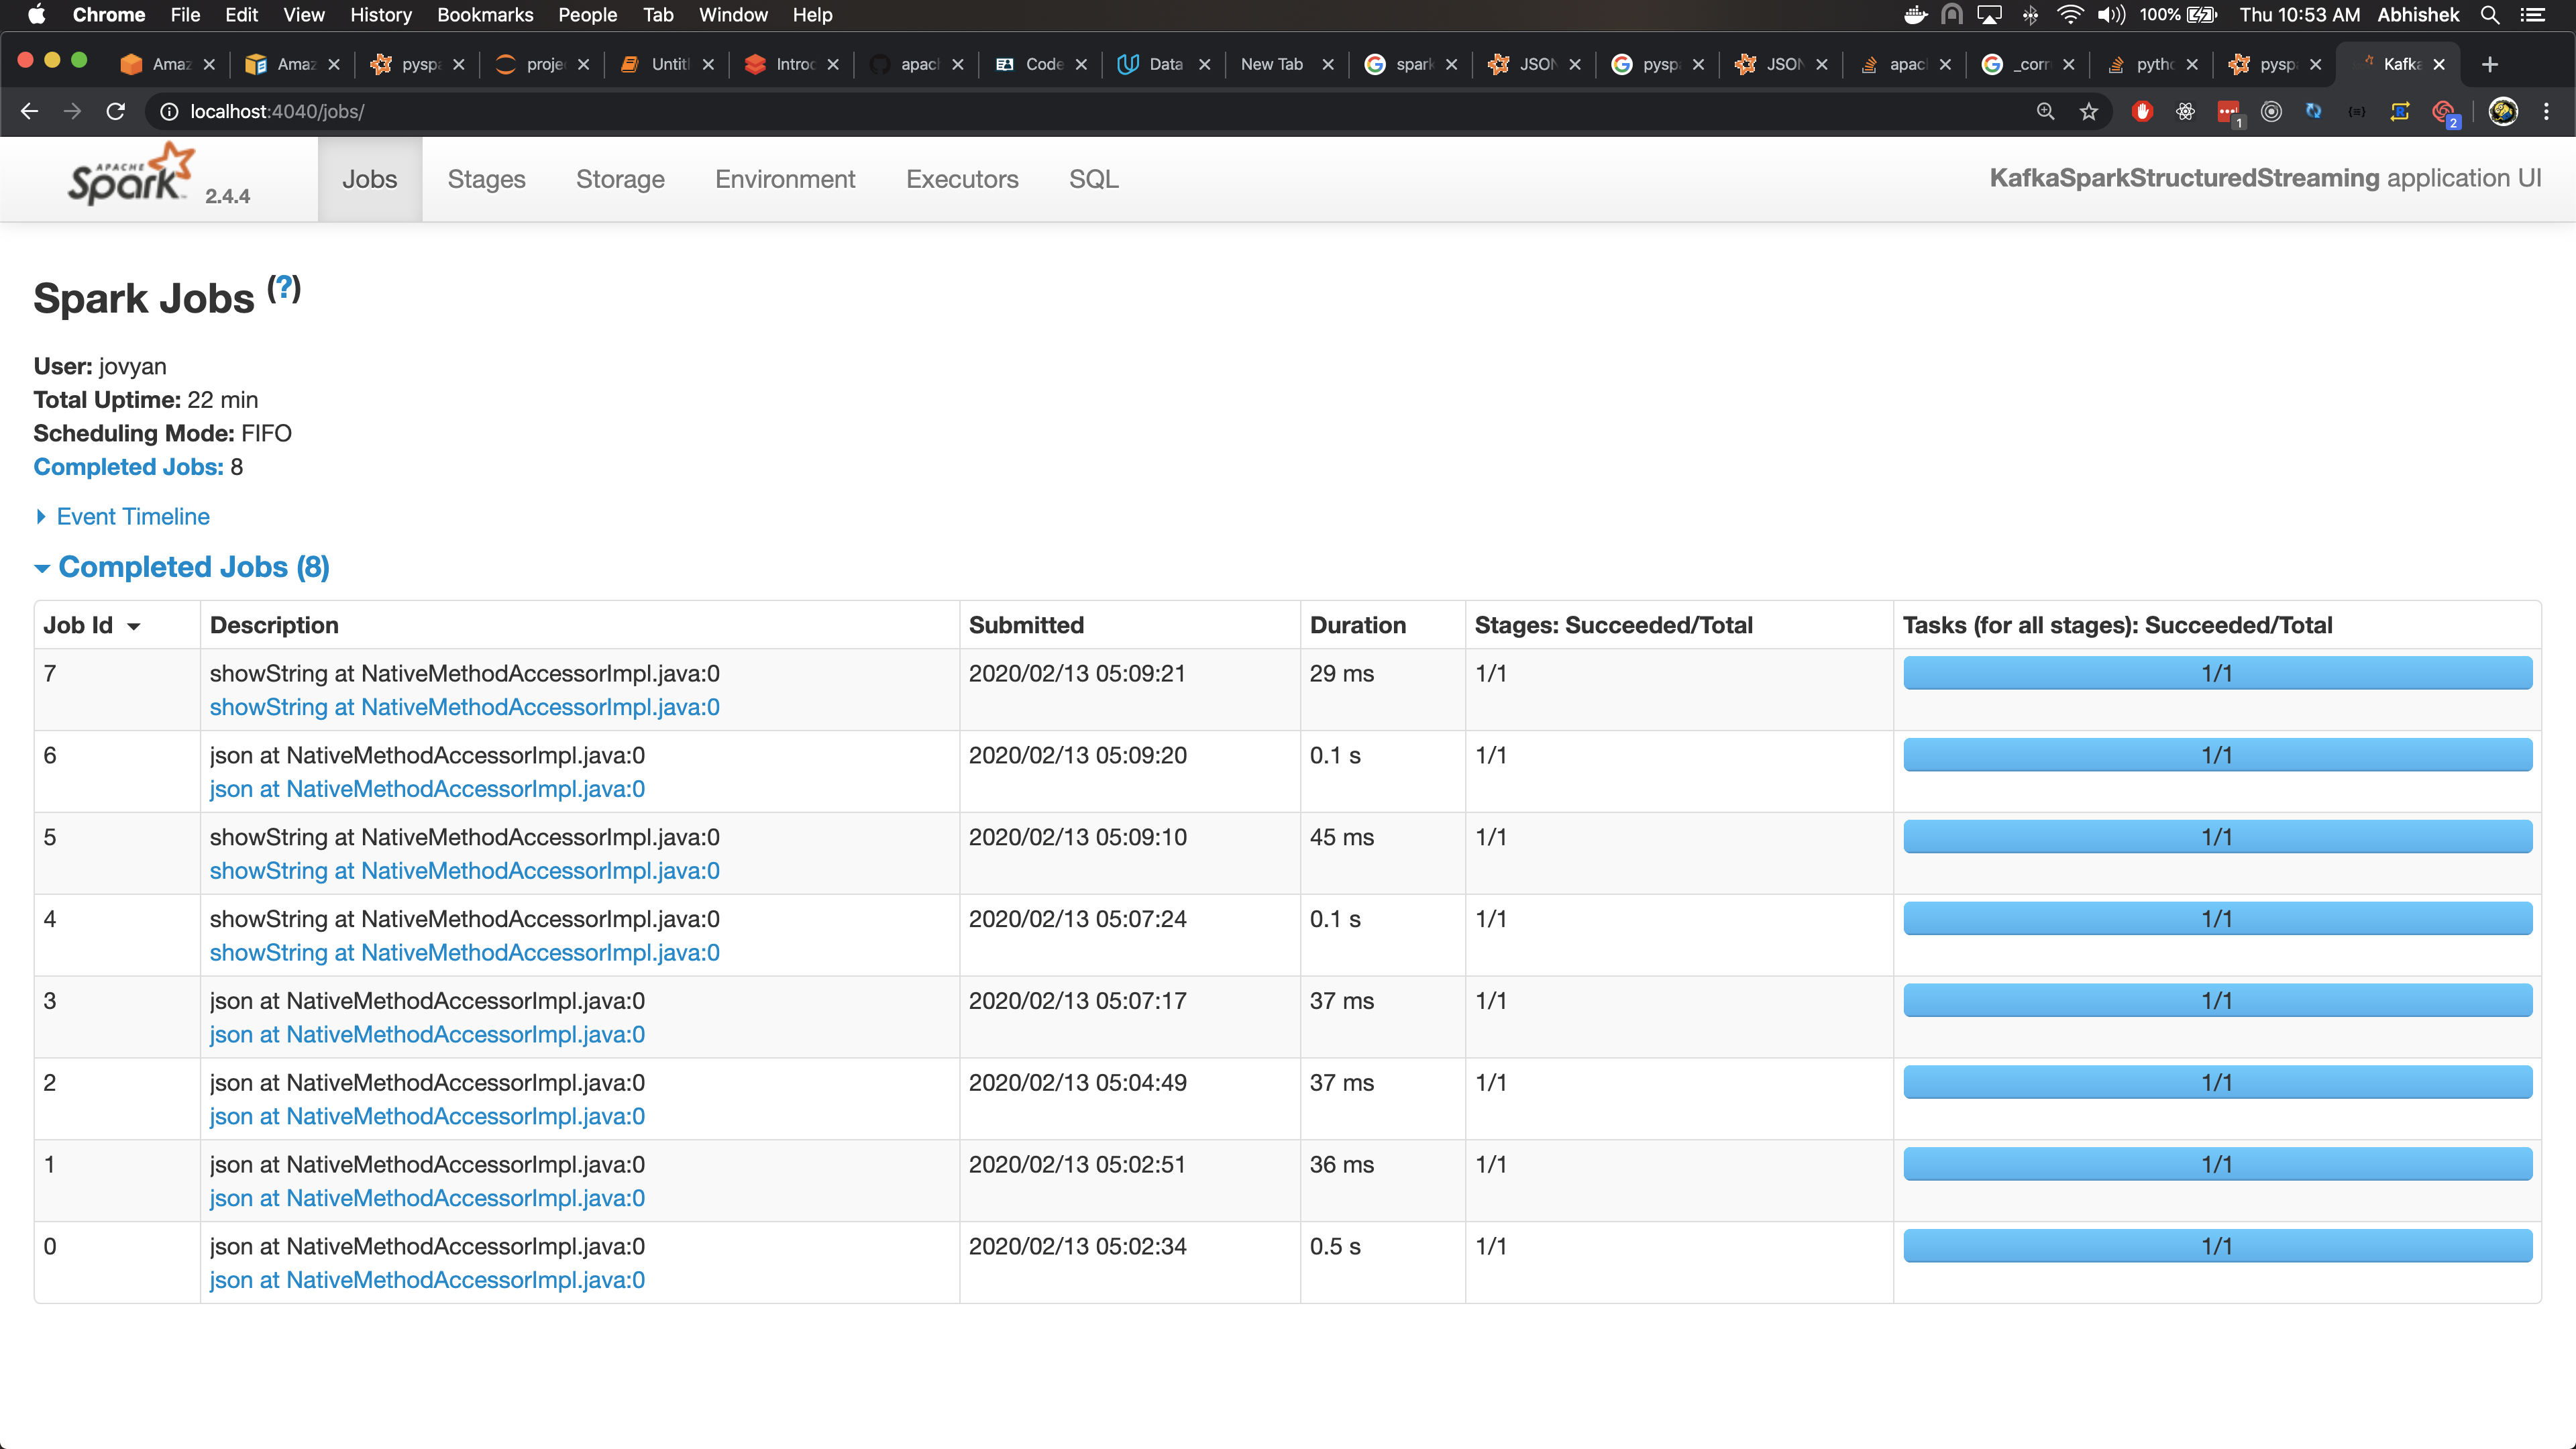 Chrome File Edit View History Bookmarks People Tab Window Help 100% Thu 10:53 AM Abhishek
Amaz Amaz pyspa projec Untitl Introd apach Code Data New Tab spark JSON pyspa JSON apac _corr pytho pyspa Kafka
localhost:4040/jobs/ 1 2
APACHE Spark 2.4.4 Jobs Stages Storage Environment Executors SQL KafkaSparkStructuredStreaming application UI
Spark Jobs (?)
User: jovyan
Total Uptime: 22 min
Scheduling Mode: FIFO
Completed Jobs: 8
Event Timeline
Completed Jobs (8)
Job Id Description Submitted Duration Stages: Succeeded/Total Tasks (for all stages): Succeeded/Total
7 showString at NativeMethodAccessorImpl.java:0 2020/02/13 05:09:21 29 ms 1/1 1/1
showString at NativeMethodAccessorImpl.java:0
6 json at NativeMethodAccessorImpl.java:0 2020/02/13 05:09:20 0.1 s 1/1 1/1
json at NativeMethodAccessorImpl.java:0
5 showString at NativeMethodAccessorImpl.java:0 2020/02/13 05:09:10 45 ms 1/1 1/1
showString at NativeMethodAccessorImpl.java:0
4 showString at NativeMethodAccessorImpl.java:0 2020/02/13 05:07:24 0.1 s 1/1 1/1
showString at NativeMethodAccessorImpl.java:0
3 json at NativeMethodAccessorImpl.java:0 2020/02/13 05:07:17 37 ms 1/1 1/1
json at NativeMethodAccessorImpl.java:0
2 json at NativeMethodAccessorImpl.java:0 2020/02/13 05:04:49 37 ms 1/1 1/1
json at NativeMethodAccessorImpl.java:0
1 json at NativeMethodAccessorImpl.java:0 2020/02/13 05:02:51 36 ms 1/1 1/1
json at NativeMethodAccessorImpl.java:0
0 json at NativeMethodAccessorImpl.java:0 2020/02/13 05:02:34 0.5 s 1/1 1/1
json at NativeMethodAccessorImpl.java:0